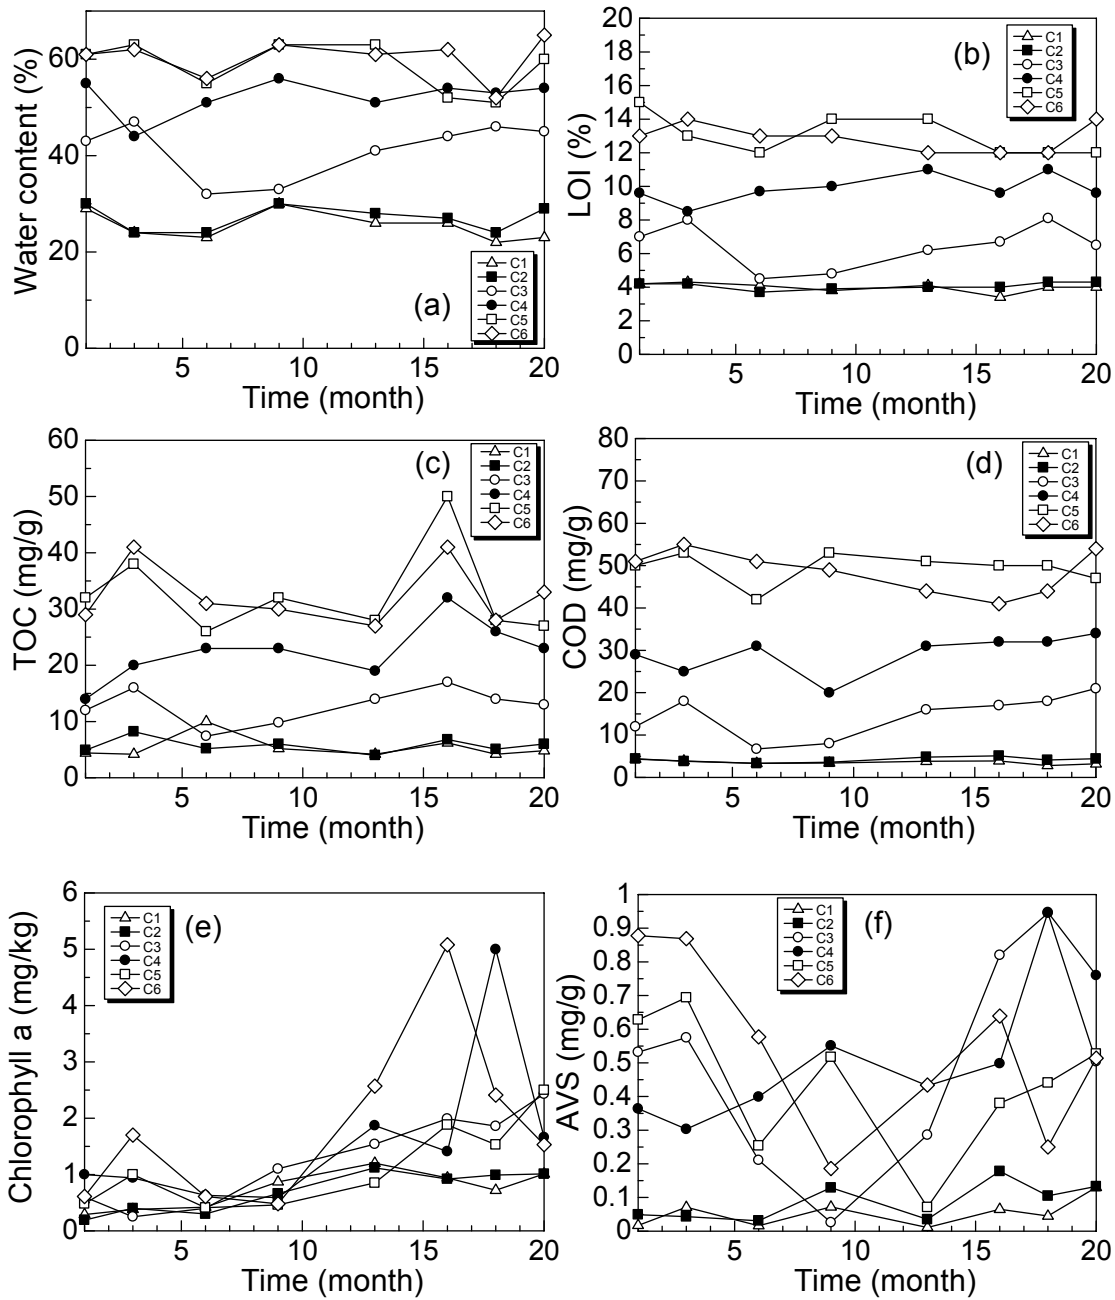 Water content (%)
60
40
20
0
5
10
15
20
Time (month)
(a)
C1
C2
C3
C4
C5
C6
LOI (%)
20
18
16
14
12
10
8
6
4
2
0
5
10
15
20
Time (month)
(b)
C1
C2
C3
C4
C5
C6
TOC (mg/g)
60
50
40
30
20
10
0
5
10
15
20
Time (month)
(c)
C1
C2
C3
C4
C5
C6
COD (mg/g)
80
70
60
50
40
30
20
10
0
5
10
15
20
Time (month)
(d)
C1
C2
C3
C4
C5
C6
Chlorophyll a (mg/kg)
6
5
4
3
2
1
0
5
10
15
20
Time (month)
(e)
C1
C2
C3
C4
C5
C6
AVS (mg/g)
1
0.9
0.8
0.7
0.6
0.5
0.4
0.3
0.2
0.1
0
5
10
15
20
Time (month)
(f)
C1
C2
C3
C4
C5
C6